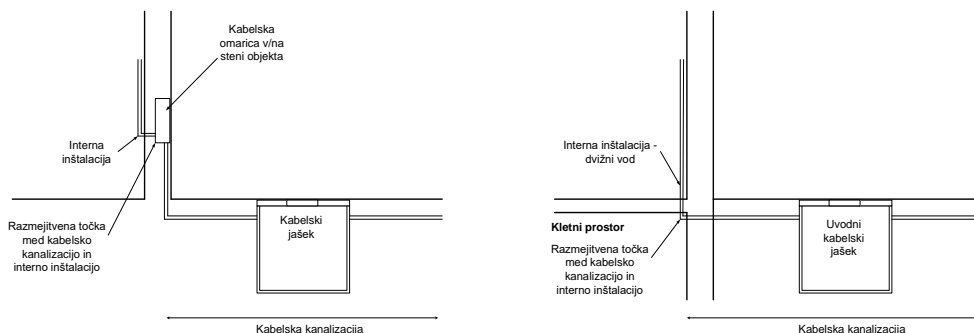 Kabelska
omarica v/na
steni objekta
Interna
inštalacija
Razmejitvena točka
med kabelsko
kanalizacijo in
interno inštalacijo
Kabelski
jašek
Kabelska kanalizacija
Interna inštalacija -
dvižni vod
Kletni prostor
Razmejitvena točka
med kabelsko
kanalizacijo in
interno inštalacijo
Uvodni
kabelski
jašek
Kabelska kanalizacija